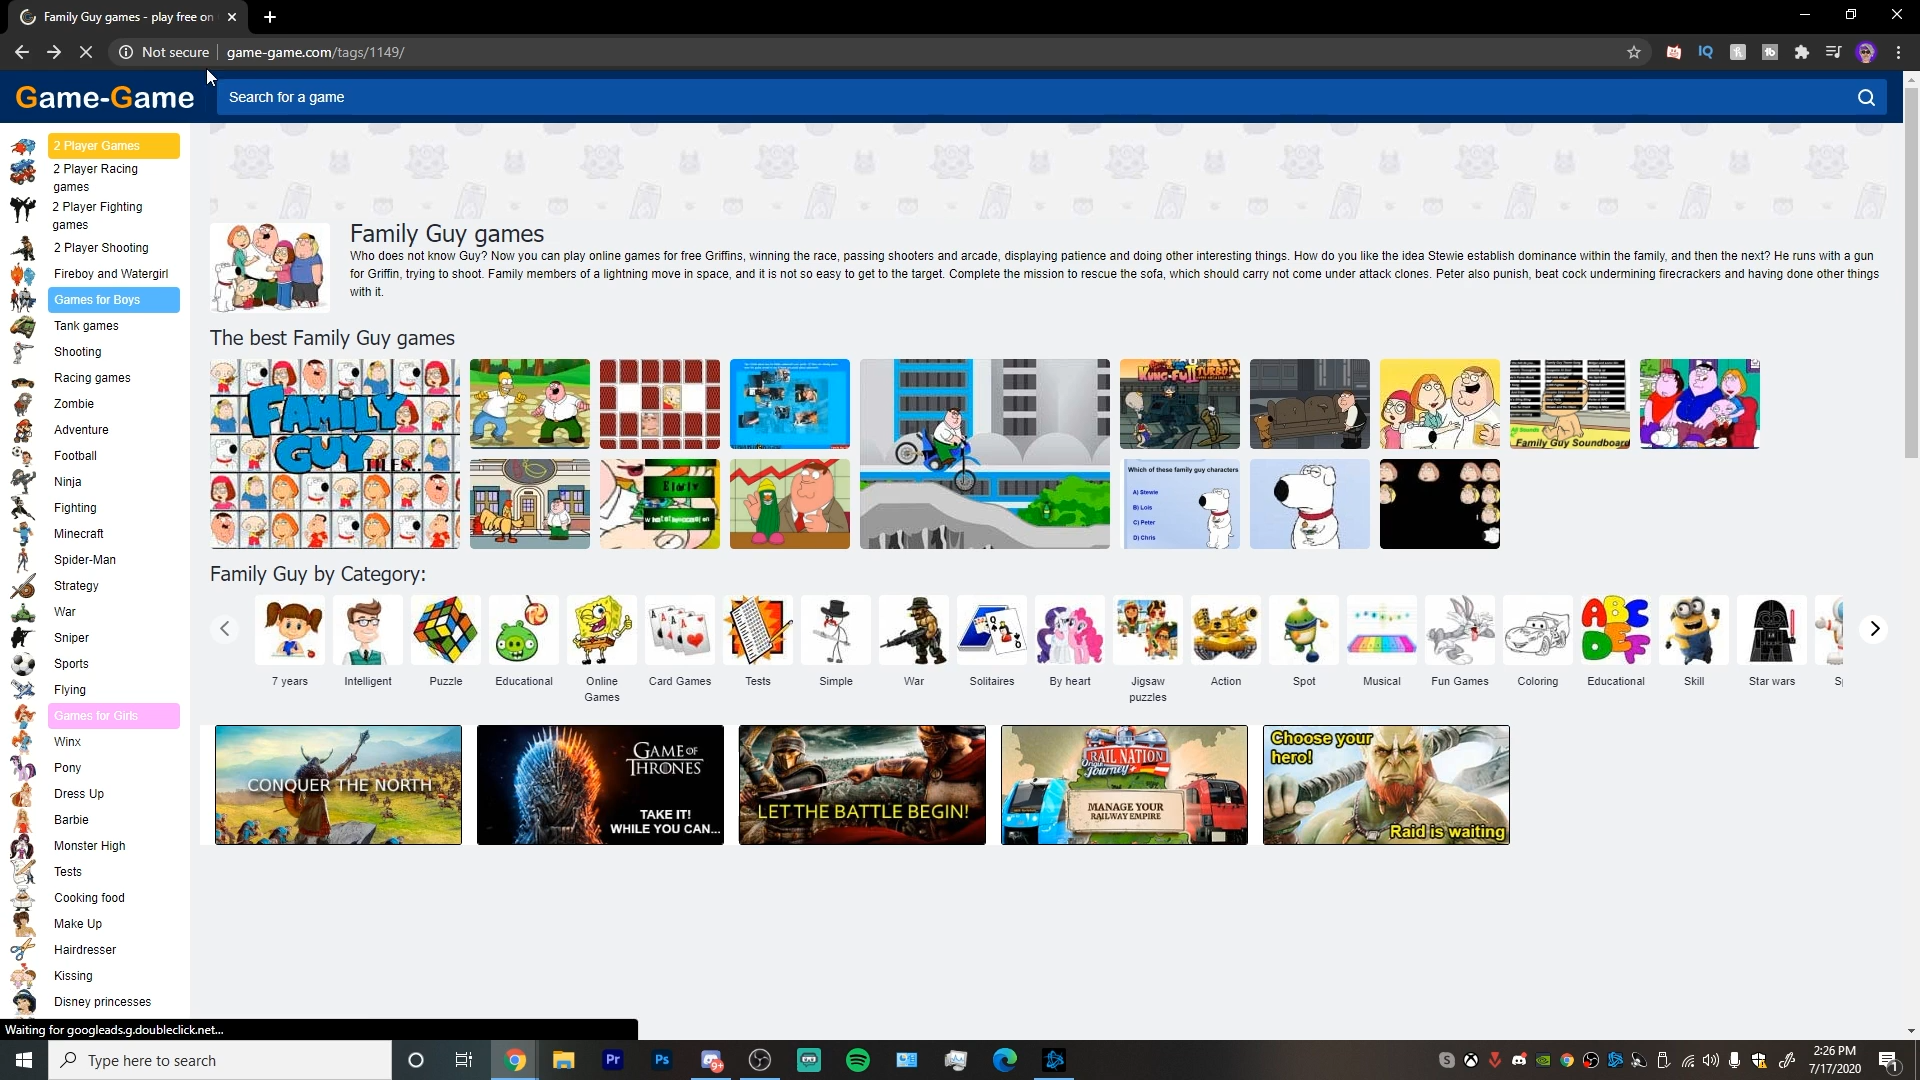 Family Guy games - play free on
Not secure
game-game.com/tags/1149/
Game-Game
Search for a game
2 Player Games
2 Player Racing
games
2 Player Fighting
games
2 Player Shooting
Fireboy and Watergirl
Games for Boys
Tank games
Shooting
Racing games
Zombie
Adventure
Football
Ninja
Fighting
Minecraft
Spider-Man
Strategy
War
Sniper
Sports
Flying
Games for Girls
Winx
Pony
Dress Up
Barbie
Monster High
Tests
Cooking food
Make Up
Hairdresser
Kissing
Disney princesses
Family Guy games
Who does not know Guy? Now you can play online games for free Griffins, winning the race, passing shooters and arcade, displaying patience and doing other interesting things. How do you like the idea Stewie establish dominance within the family, and then the next? He runs with a gun
for Griffin, trying to shoot. Family members of a lightning move in space, and it is not so easy to get to the target. Complete the mission to rescue the sofa, which should carry not come under attack clones. Peter also punish, beat cock undermining firecrackers and having done other things
with it.
The best Family Guy games
FAMILY
GUY
TILES..
KUNG-FU II TURBO!
Family Guy Soundboard
Which of these family guy characters
A) Stewie
B) Lois
C) Peter
D) Chris
Family Guy by Category:
7 years
Intelligent
Puzzle
Educational
Online
Games
Card Games
Tests
Simple
War
Solitaires
By heart
Jigsaw
puzzles
Action
Spot
Musical
Fun Games
Coloring
Educational
Skill
Star wars
ABC
DEF
CONQUER THE NORTH
GAME OF
THRONES
TAKE IT!
WHILE YOU CAN...
LET THE BATTLE BEGIN!
RAIL NATION
Journey
MANAGE YOUR
RAILWAY EMPIRE
Choose your
hero!
Raid is waiting
Waiting for googleads.g.doubleclick.net...
Type here to search
Pr
Ps
2:26 PM
7/17/2020